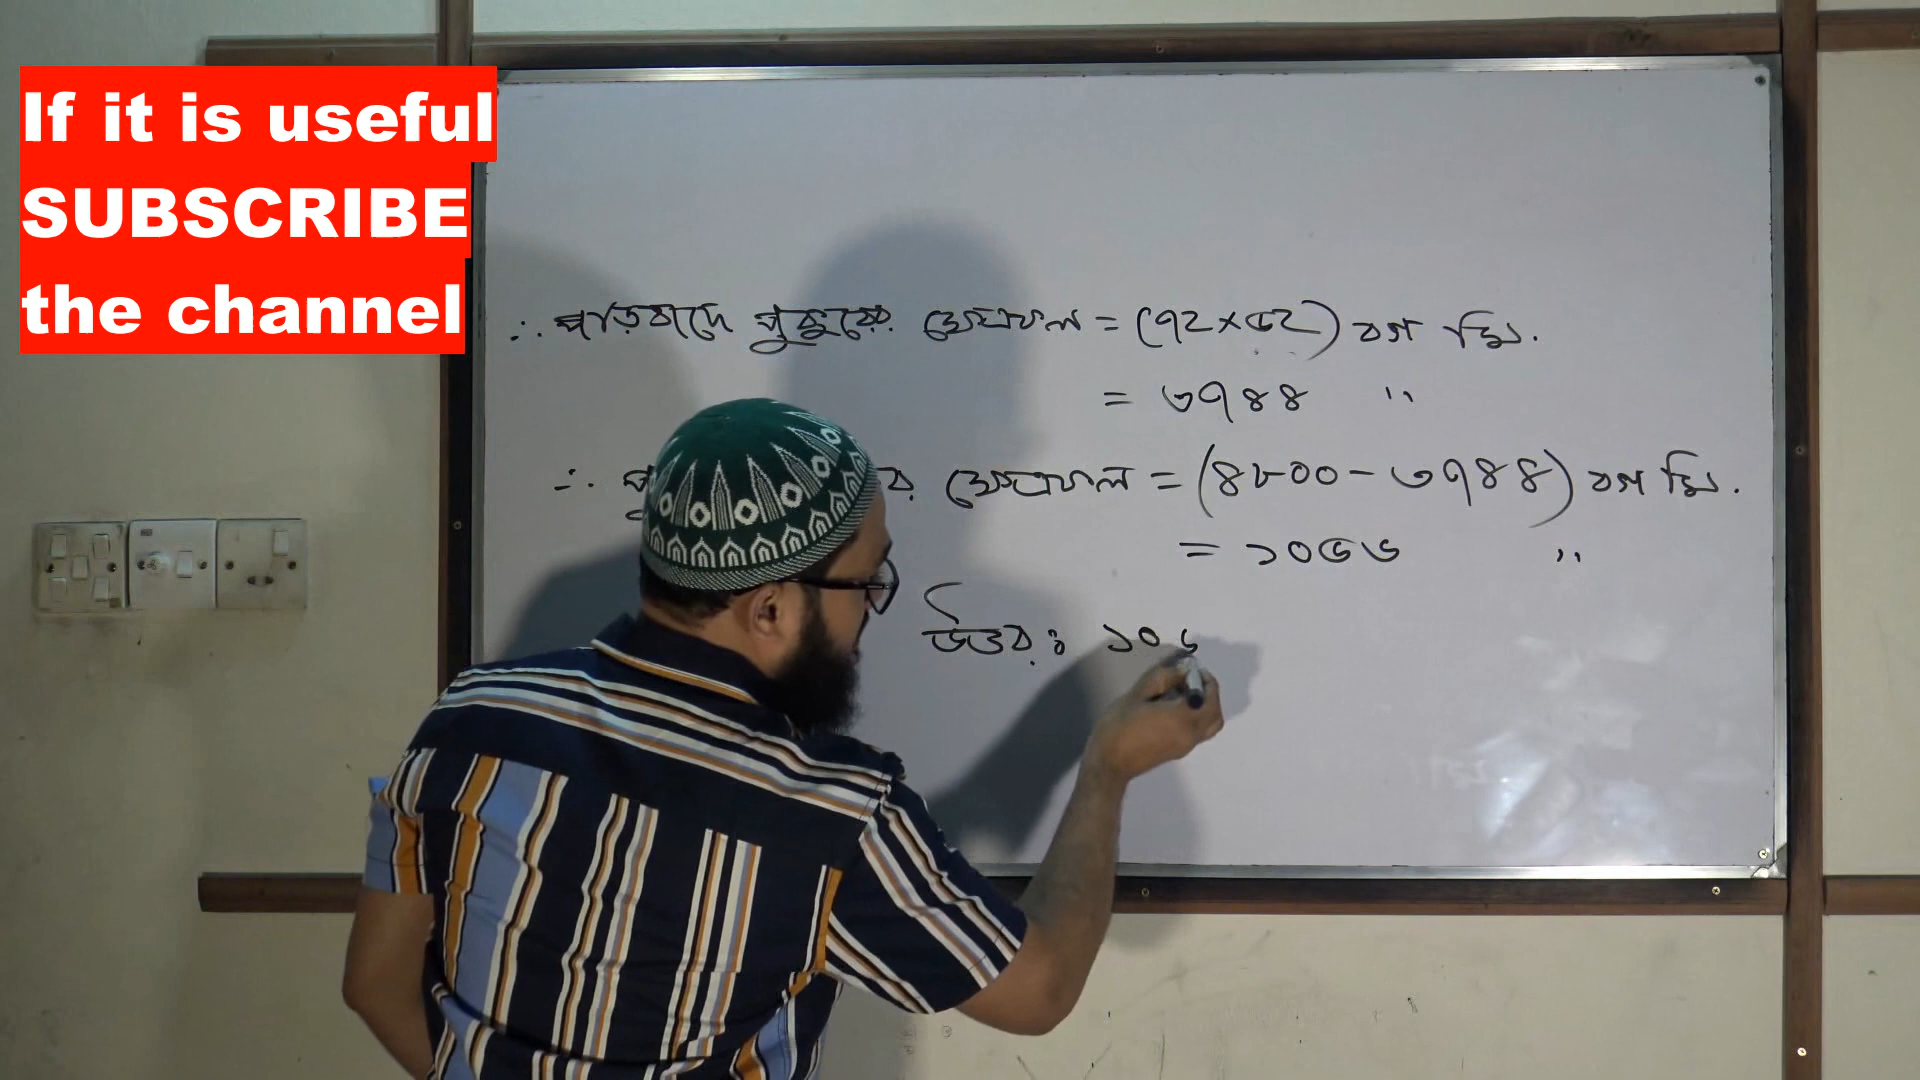 If it is useful
SUBSCRIBE
the channel
∴ পাড়বাদে পুকুরের ক্ষেত্রফল = (৭২ × ৫২) বর্গ মি.
= ৩৭৪৪ ''
∴ র ক্ষেত্রফল = (৪৮০০ - ৩৭৪৪) বর্গ মি.
= ১০৫৬ ''
উত্তর: ১০